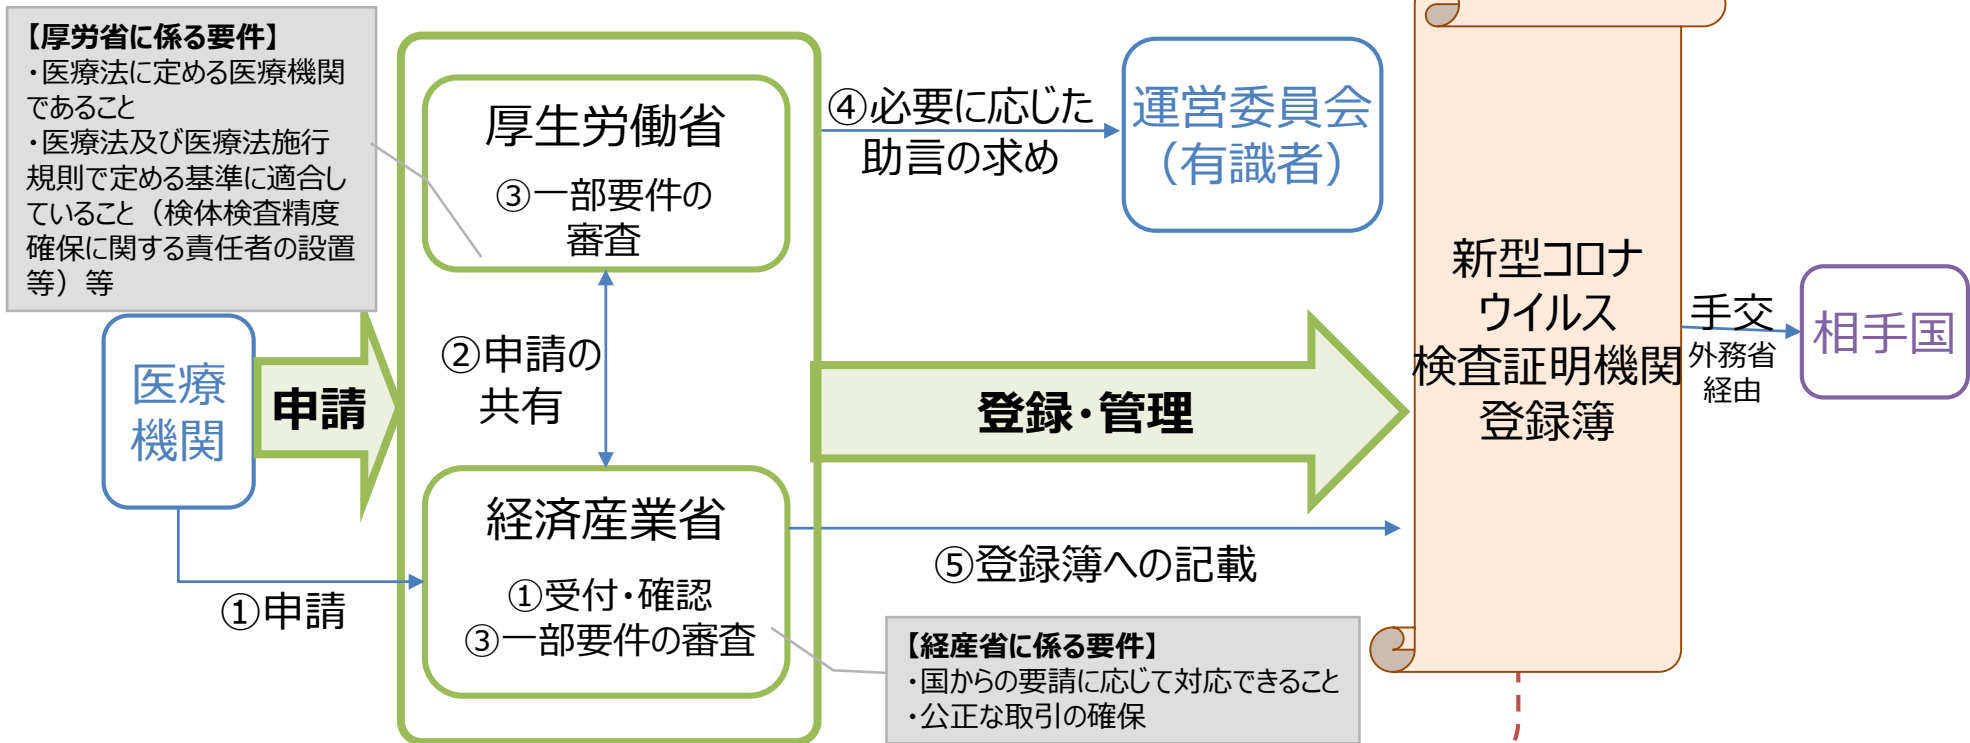 【厚労省に係る要件】
・医療法に定める医療機関
であること
・医療法及び医療法施行
規則で定める基準に適合し
ていること（検体検査精度
確保に関する責任者の設置
等）等
医療
機関
申請
①申請
厚生労働省
③一部要件の
審査
②申請の
共有
経済産業省
①受付・確認
③一部要件の審査
④必要に応じた
助言の求め
運営委員会
（有識者）
登録・管理
⑤登録簿への記載
【経産省に係る要件】
・国からの要請に応じて対応できること
・公正な取引の確保
新型コロナ
ウイルス
検査証明機関
登録簿
手交
外務省
経由
相手国